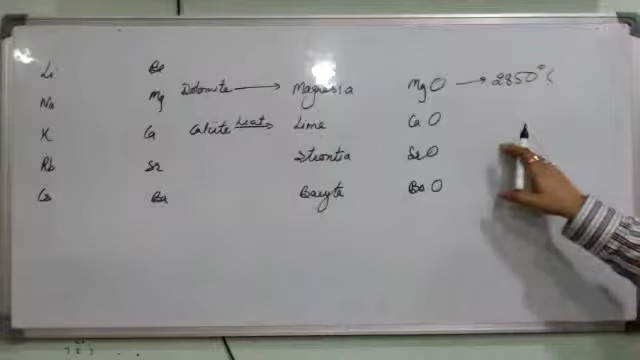 Li Be
Na Mg Dolomite → Magnesia MgO → 2850°C
K Ca Calcite heat→ Lime CaO
Rb Sr Strontia SrO
Cs Ba Baryta BaO